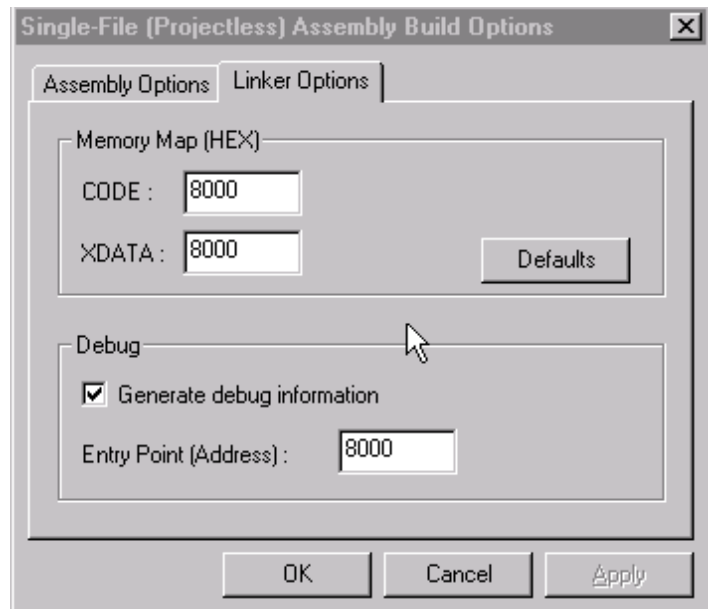 Single-File (Projectless) Assembly Build Options
Assembly Options Linker Options
Memory Map (HEX)
CODE : 8000
XDATA : 8000
Defaults
Debug
Generate debug information
Entry Point (Address) : 8000
OK Cancel Apply